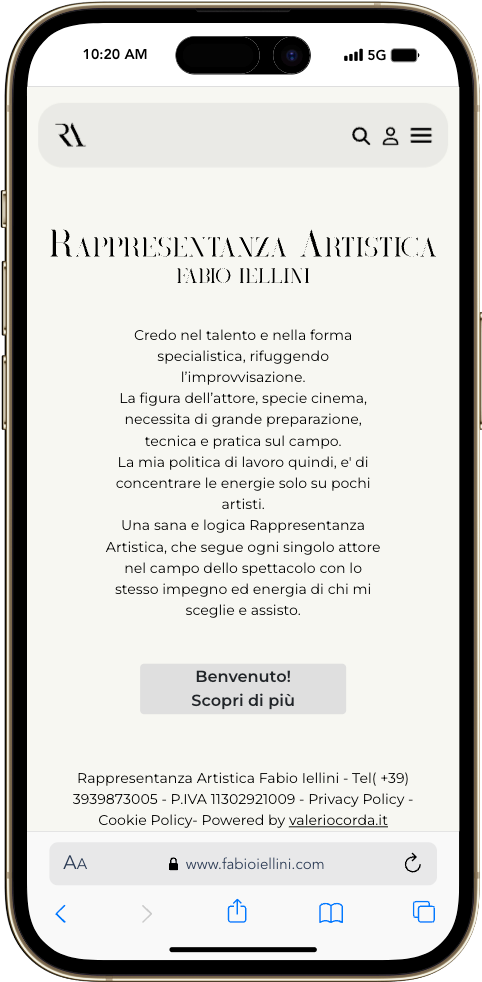 10:20 AM
5G
RA
Rappresentanza Artistica
FABIO IELLINI
Credo nel talento e nella forma
specialistica, rifuggendo
l’improvvisazione.
La figura dell’attore, specie cinema,
necessita di grande preparazione,
tecnica e pratica sul campo.
La mia politica di lavoro quindi, e' di
concentrare le energie solo su pochi
artisti.
Una sana e logica Rappresentanza
Artistica, che segue ogni singolo attore
nel campo dello spettacolo con lo
stesso impegno ed energia di chi mi
sceglie e assisto.
Benvenuto!
Scopri di più
Rappresentanza Artistica Fabio Iellini - Tel( +39)
3939873005 - P.IVA 11302921009 - Privacy Policy -
Cookie Policy- Powered by valeriocorda.it
AA
www.fabioiellini.com